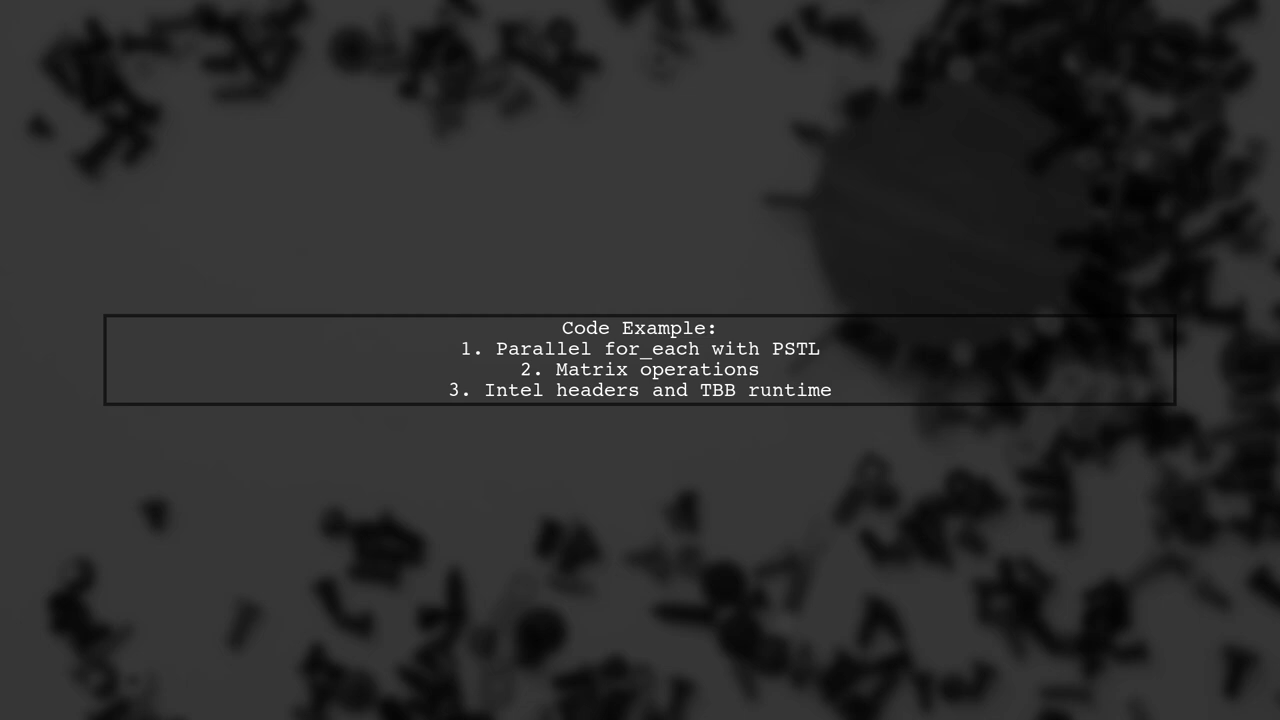 Code Example:
1. Parallel for_each with PSTL
2. Matrix operations
3. Intel headers and TBB runtime